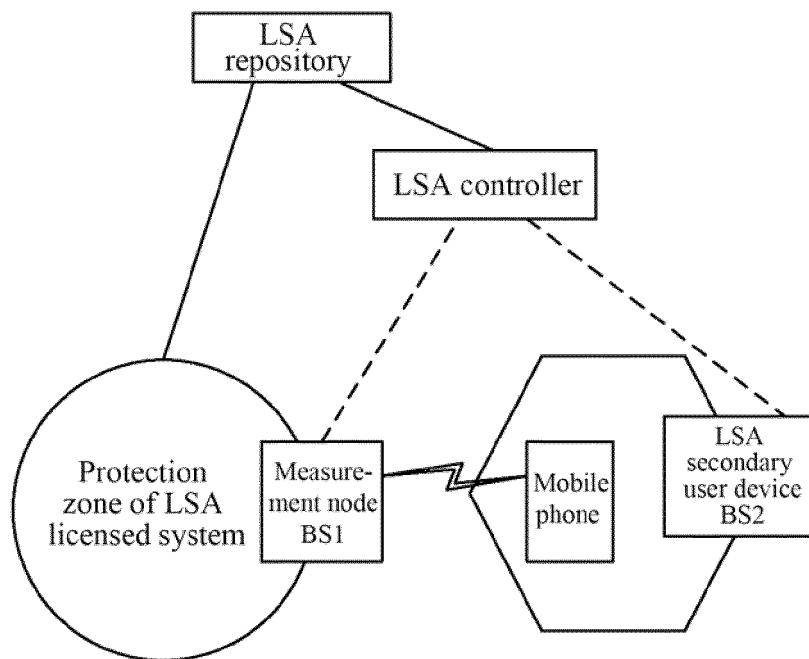 LSA
repository
LSA controller
Protection
zone of LSA
licensed system
Measure-
ment node
BS1
Mobile
phone
LSA
secondary
user device
BS2